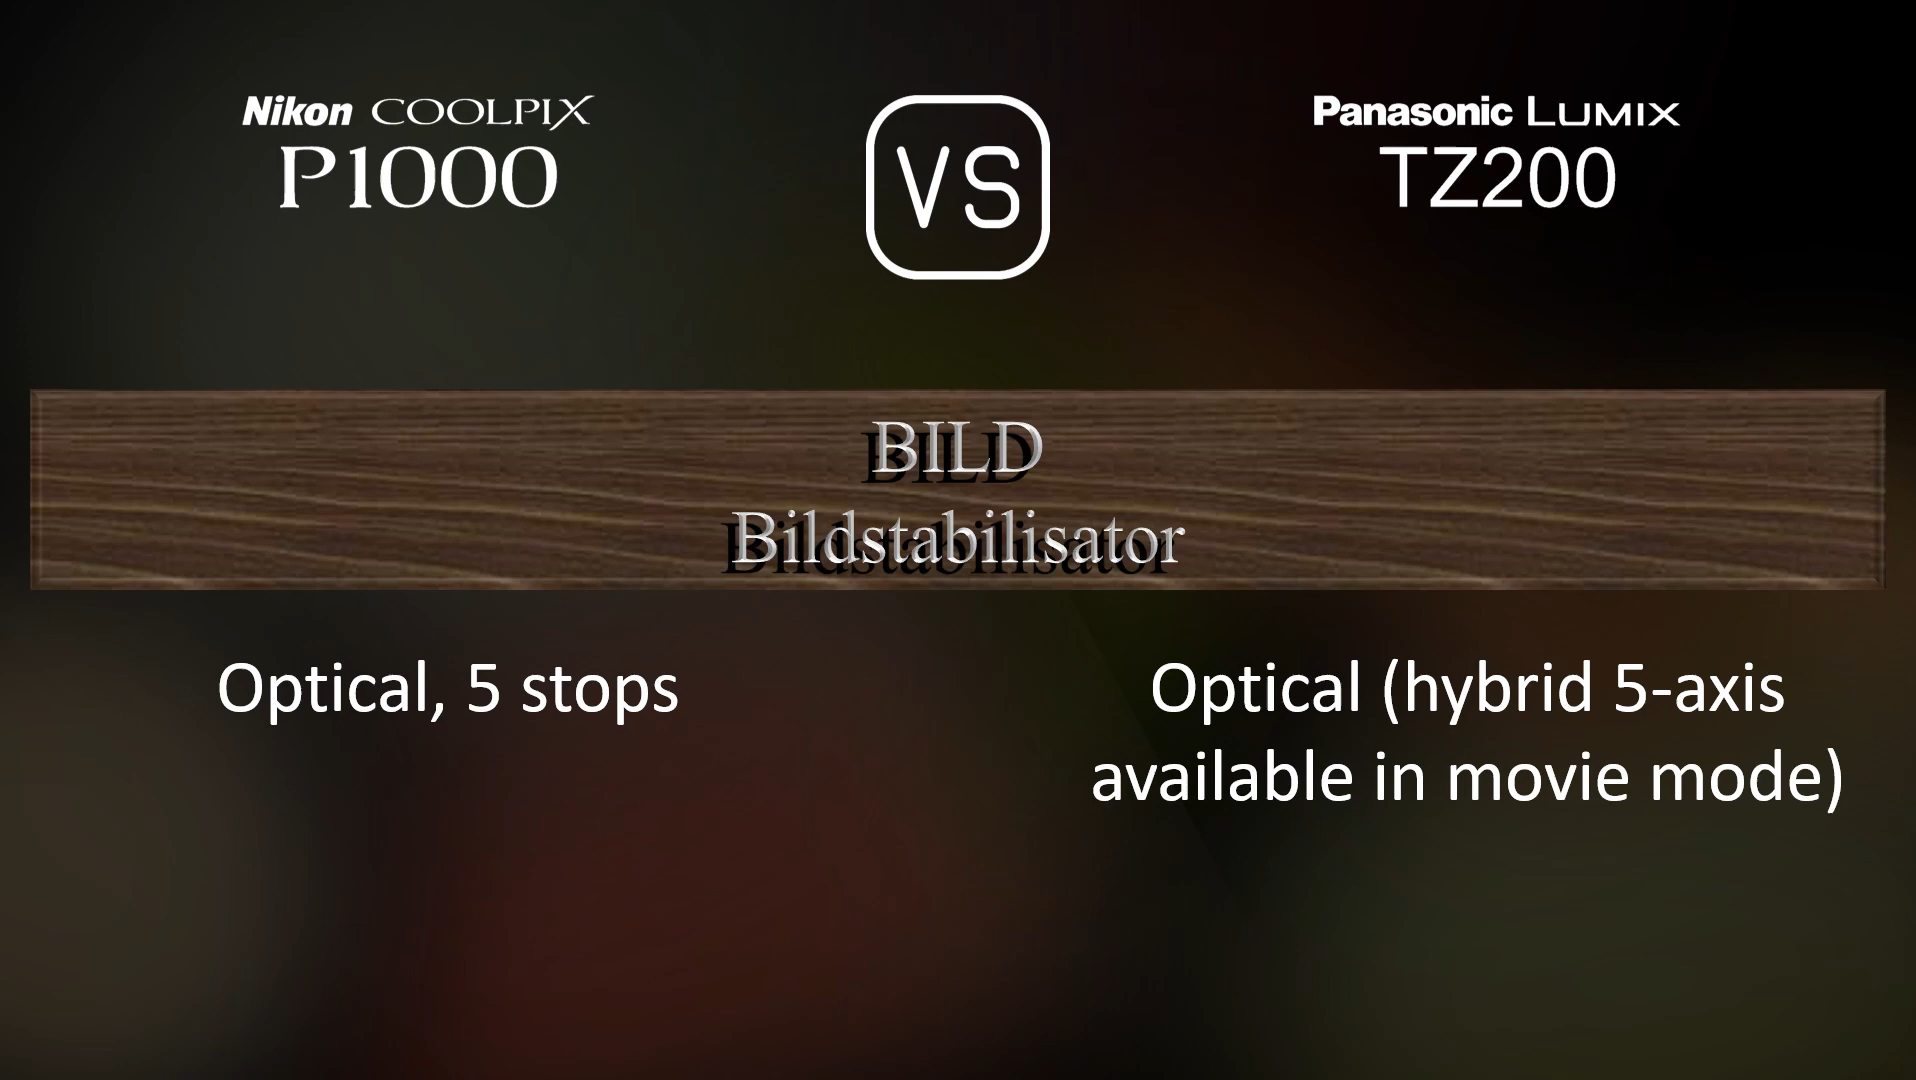 Nikon COOLPIX
P1000
VS
Panasonic LUMIX
TZ200
BILD
Bildstabilisator
Optical, 5 stops
Optical (hybrid 5-axis
available in movie mode)